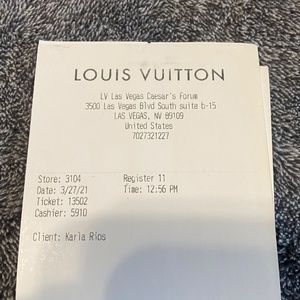 LOUIS VUITTON
LV Las Vegas Caesar's Forum
3500 Las Vegas Blvd South suite b-15
LAS VEGAS, NV 89109
United States
7027321227
Store: 3104 Register 11
Date: 3/27/21 Time: 12:56 PM
Ticket: 13502
Cashier: 5910
Client: Karla Rios